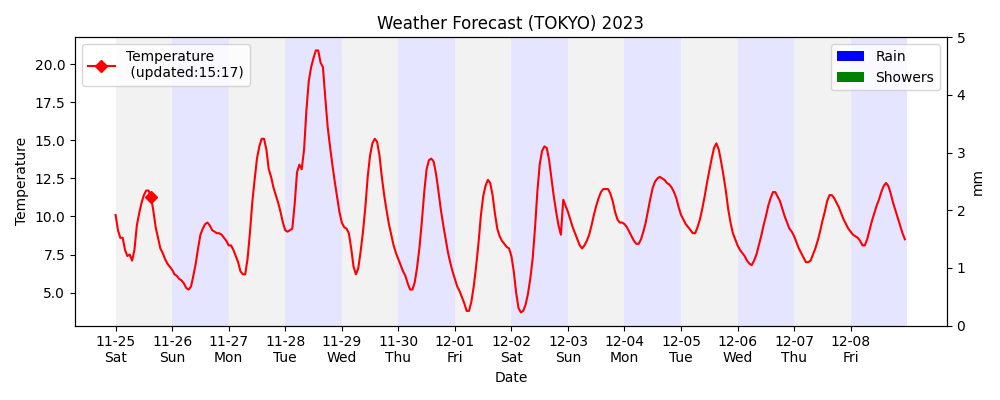 Weather Forecast (TOKYO) 2023
Temperature
(updated:15:17)
Rain
Showers
Temperature
20.0
17.5
15.0
12.5
10.0
7.5
5.0
5
4
3
2
1
0
mm
11-25 11-26 11-27 11-28 11-29 11-30 12-01 12-02 12-03 12-04 12-05 12-06 12-07 12-08
Sat Sun Mon Tue Wed Thu Fri Sat Sun Mon Tue Wed Thu Fri
Date